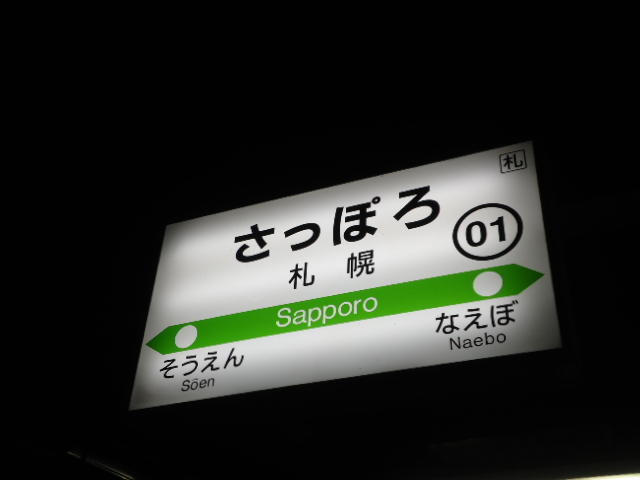 札
さっぽろ
01
札幌
Sapporo
そうえん
Sōen
なえぼ
Naebo